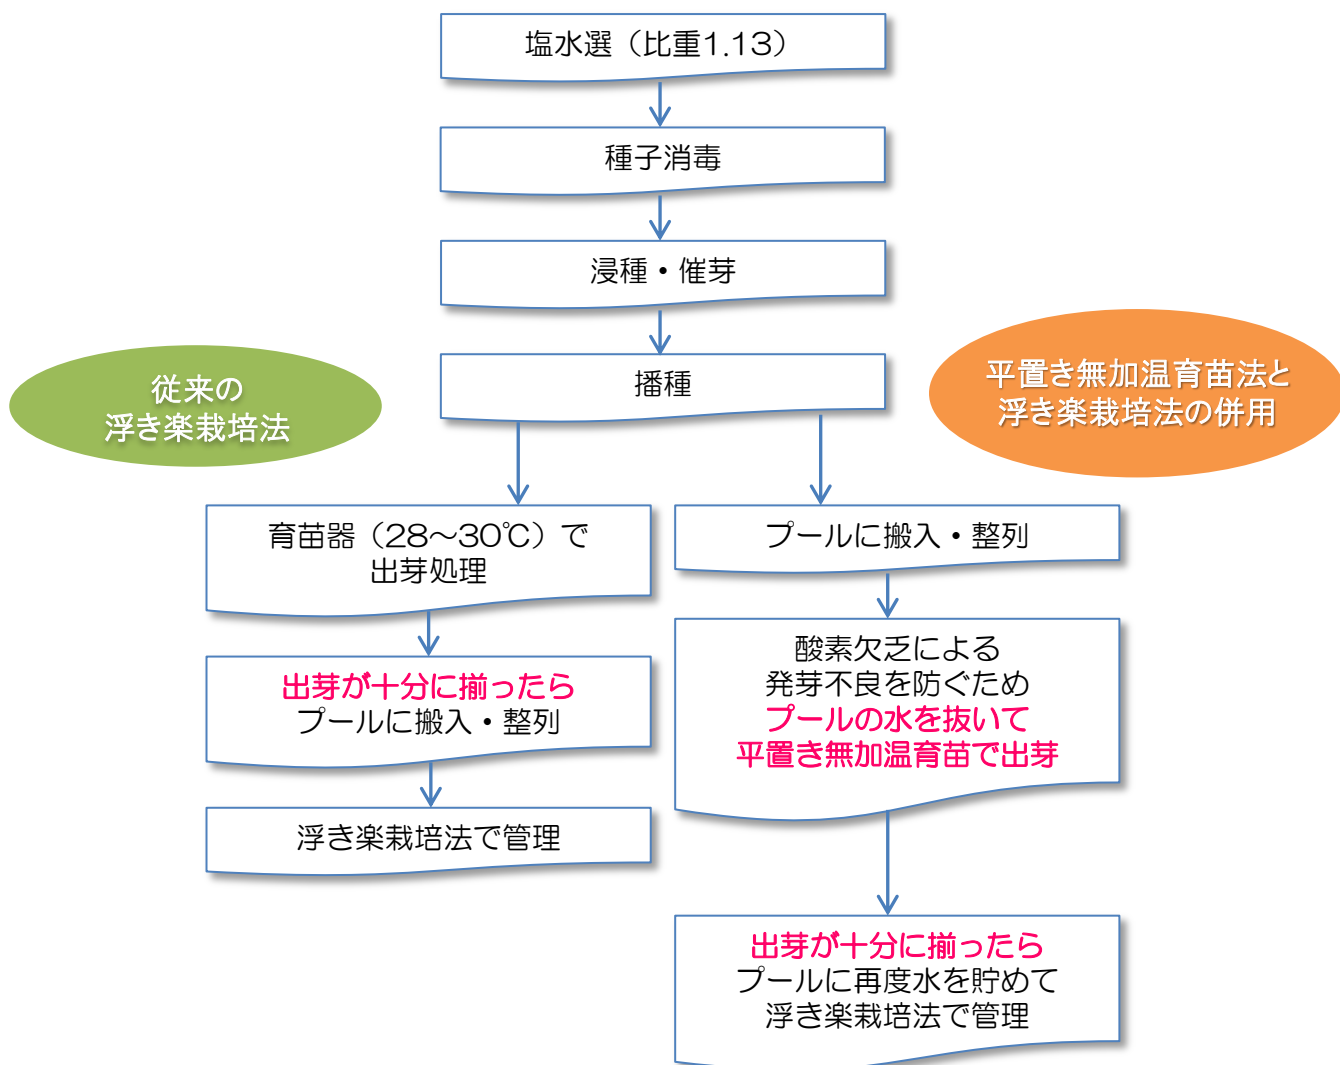 塩水選（比重1.13）
種子消毒
浸種・催芽
播種
従来の
浮き楽栽培法
平置き無加温育苗法と
浮き楽栽培法の併用
育苗器（28～30℃）で
出芽処理
出芽が十分に揃ったら
プールに搬入・整列
浮き楽栽培法で管理
プールに搬入・整列
酸素欠乏による
発芽不良を防ぐため
プールの水を抜いて
平置き無加温育苗で出芽
出芽が十分に揃ったら
プールに再度水を貯めて
浮き楽栽培法で管理